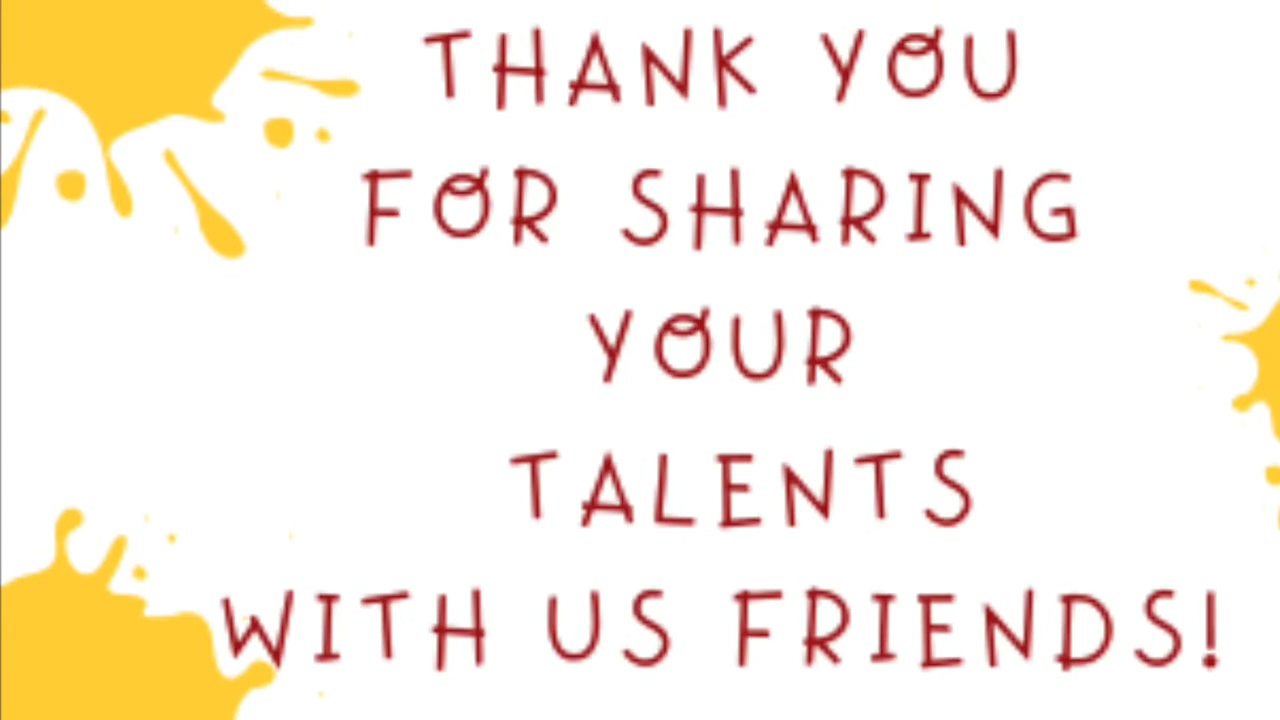 THANK YOU
FOR SHARING
YOUR
TALENTS
WITH US FRIENDS!